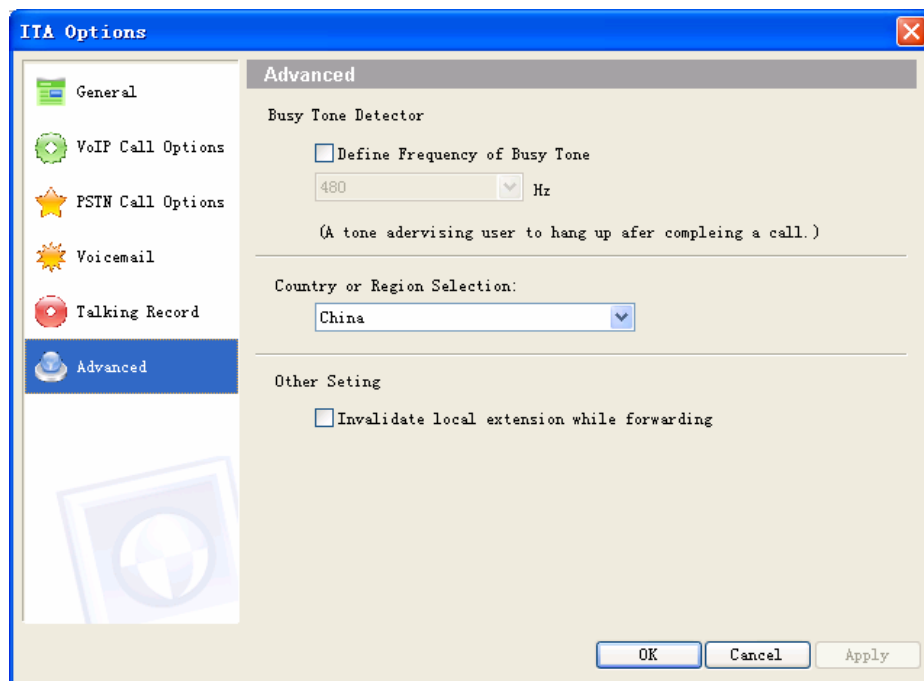 ITA Options
General
VoIP Call Options
PSTN Call Options
Voicemail
Talking Record
Advanced
Advanced
Busy Tone Detector
Define Frequency of Busy Tone
480 Hz
(A tone adervising user to hang up afer compleing a call.)
Country or Region Selection:
China
Other Seting
Invalidate local extension while forwarding
OK Cancel Apply